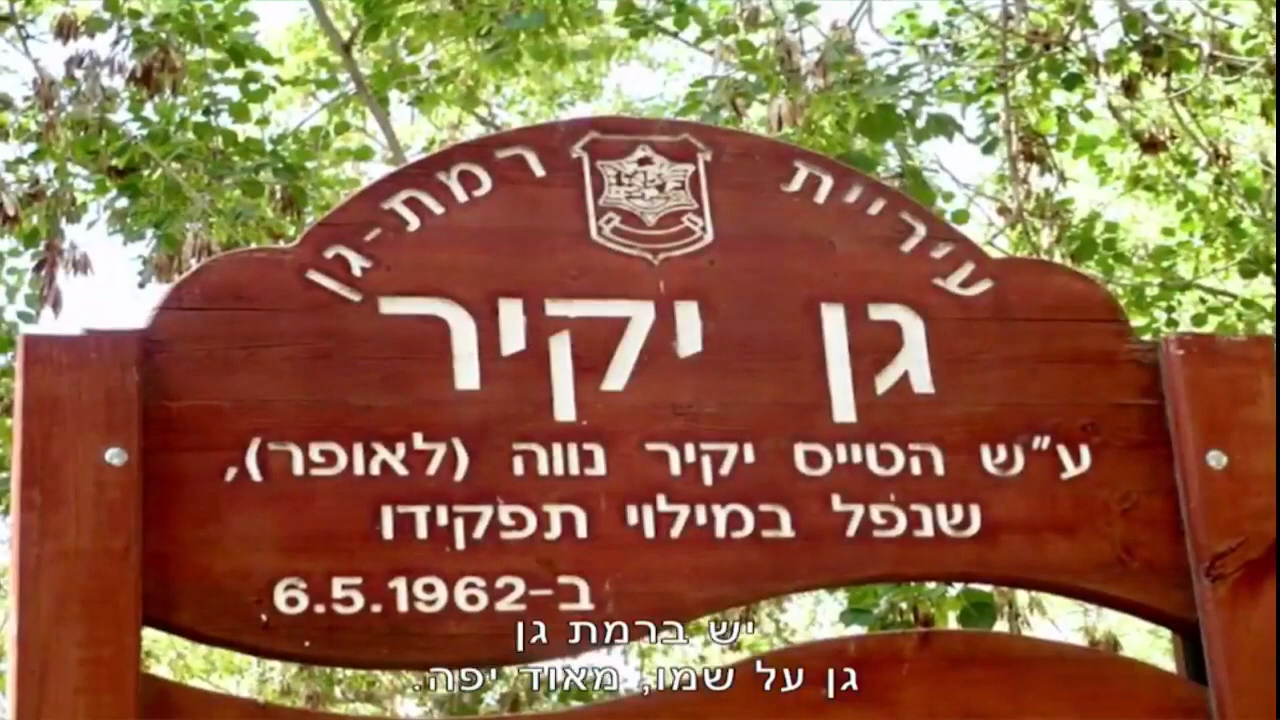 עיריית רמת-גן
גן יקיר
ע"ש הטייס יקיר נווה (לאופר),
שנפל במילוי תפקידו
ב-6.5.1962
יש ברמת גן
גן על שמו, מאוד יפה.